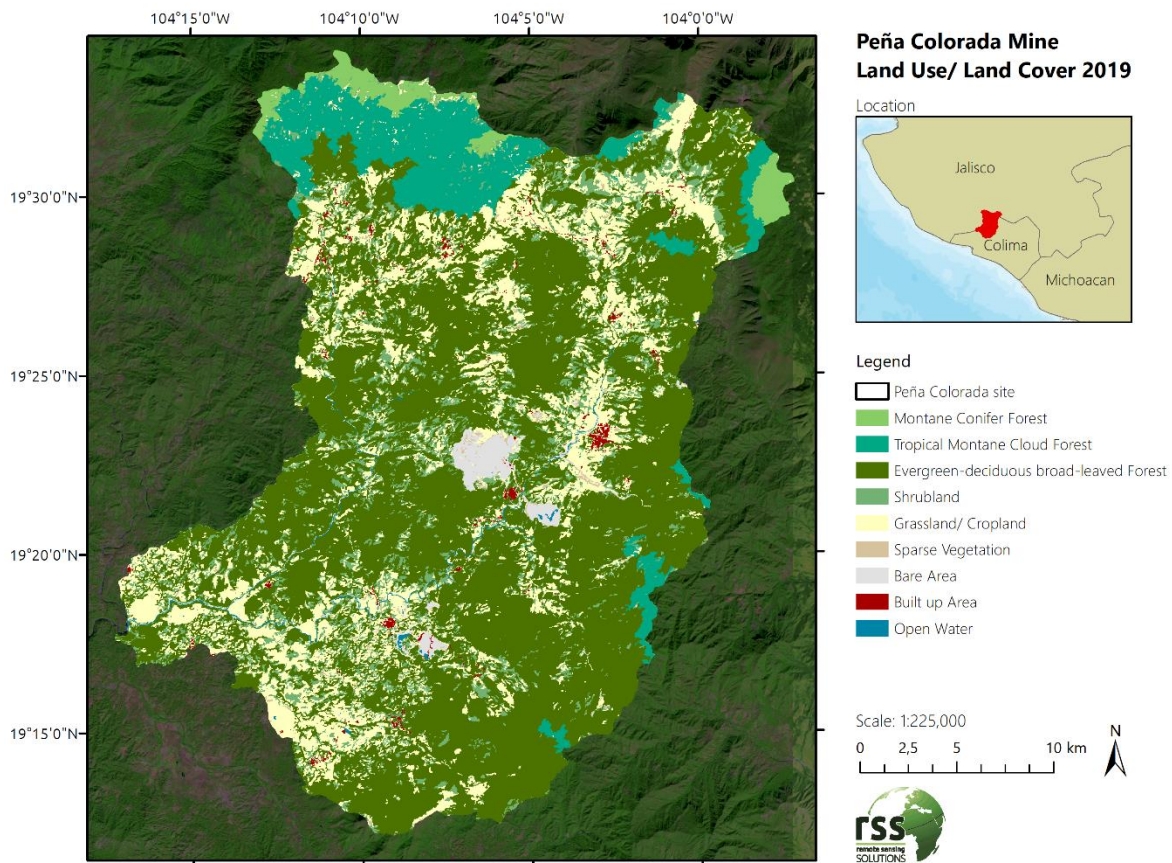 104°15'0"W 104°10'0"W 104°5'0"W 104°0'0"W
19°30'0"N
19°25'0"N
19°20'0"N
19°15'0"N
Peña Colorada Mine
Land Use/ Land Cover 2019
Location
Jalisco
Colima
Michoacan
Legend
Peña Colorada site
Montane Conifer Forest
Tropical Montane Cloud Forest
Evergreen-deciduous broad-leaved Forest
Shrubland
Grassland/ Cropland
Sparse Vegetation
Bare Area
Built up Area
Open Water
Scale: 1:225,000
0 2,5 5 10 km
N
rss
remote sensing
SOLUTIONS